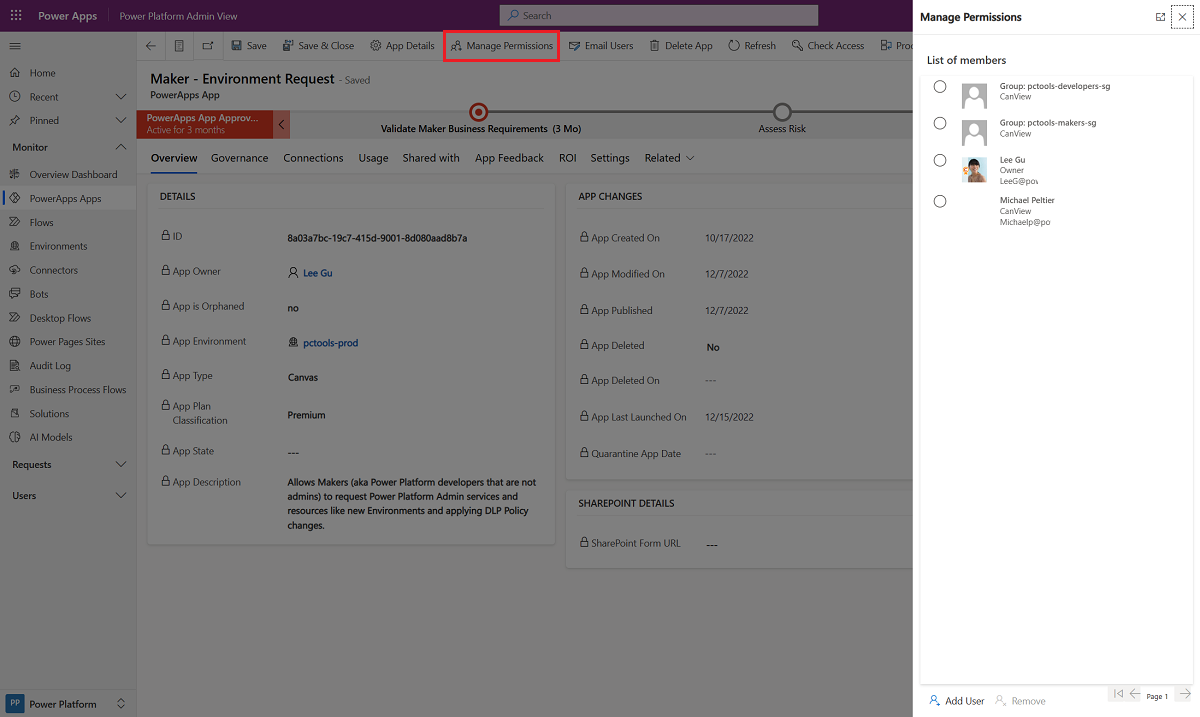 Power Apps
Power Platform Admin View
Search
Save
Save & Close
App Details
Manage Permissions
Email Users
Delete App
Refresh
Check Access
Home
Recent
Pinned
Monitor
Overview Dashboard
PowerApps Apps
Flows
Environments
Connectors
Bots
Desktop Flows
Power Pages Sites
Audit Log
Business Process Flows
Solutions
AI Models
Requests
Users
PP Power Platform
Maker - Environment Request - Saved
PowerApps App
PowerApps App Approv...
Active for 3 months
Validate Maker Business Requirements (3 Mo)
Assess Risk
Overview Governance Connections Usage Shared with App Feedback ROI Settings Related
DETAILS
ID 8a03a7bc-19c7-415d-9001-8d080aad8b7a
App Owner Lee Gu
App is Orphaned no
App Environment pctools-prod
App Type Canvas
App Plan
Classification Premium
App State ---
App Description Allows Makers (aka Power Platform developers that are not
admins) to request Power Platform Admin services and
resources like new Environments and applying DLP Policy
changes.
APP CHANGES
App Created On 10/17/2022
App Modified On 12/7/2022
App Published 12/7/2022
App Deleted No
App Deleted On ---
App Last Launched On 12/15/2022
Quarantine App Date ---
SHAREPOINT DETAILS
SharePoint Form URL ---
Manage Permissions
List of members
Group: pctools-developers-sg
CanView
Group: pctools-makers-sg
CanView
Lee Gu
Owner
Michael Peltier
CanView
Add User Remove
Page 1